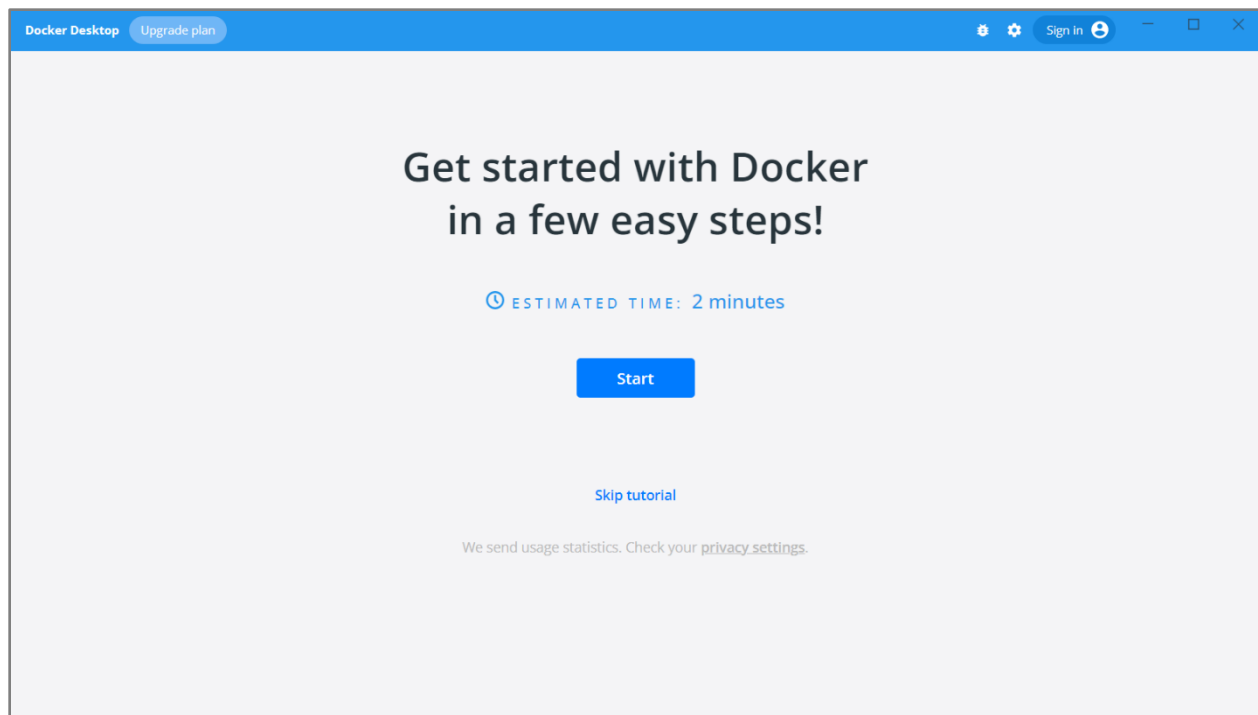 Docker Desktop Upgrade plan Sign in
Get started with Docker
in a few easy steps!
ESTIMATED TIME: 2 minutes
Start
Skip tutorial
We send usage statistics. Check your privacy settings.